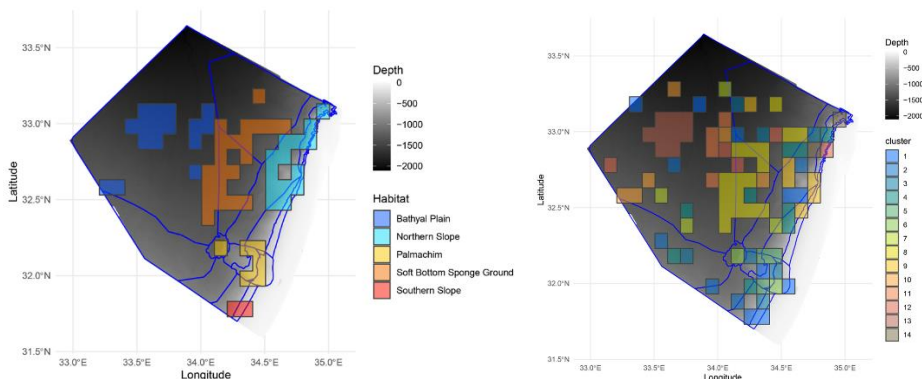 33.5°N
33.0°N
32.5°N
32.0°N
31.5°N
Latitude
33.0°E 33.5°E 34.0°E 34.5°E 35.0°E
Longitude
Depth
0
−500
−1000
−1500
−2000
Habitat
Bathyal Plain
Northern Slope
Palmachim
Soft Bottom Sponge Ground
Southern Slope
33.5°N
33.0°N
32.5°N
32.0°N
31.5°N
Latitude
33.0°E 33.5°E 34.0°E 34.5°E 35.0°E
Longitude
Depth
0
−500
−1000
−1500
−2000
cluster
1
2
3
4
5
6
7
8
9
10
11
12
13
14